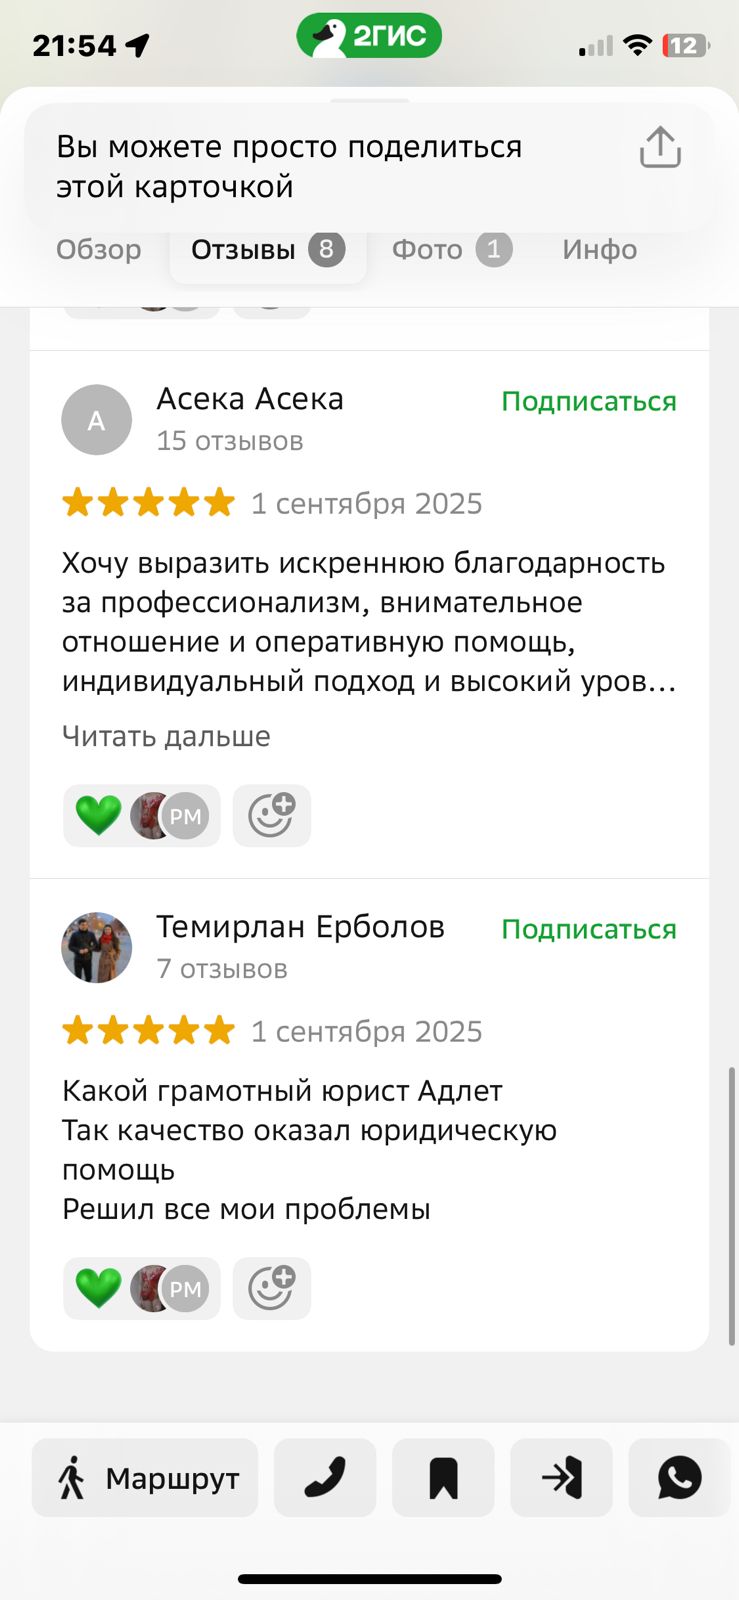 21:54
2ГИС
12
Вы можете просто поделиться
этой карточкой
Обзор
Отзывы 8
Фото 1
Инфо
А
Асека Асека
Подписаться
15 отзывов
1 сентября 2025
Хочу выразить искреннюю благодарность
за профессионализм, внимательное
отношение и оперативную помощь,
индивидуальный подход и высокий уров...
Читать дальше
РМ
Темирлан Ерболов
Подписаться
7 отзывов
1 сентября 2025
Какой грамотный юрист Адлет
Так качество оказал юридическую
помощь
Решил все мои проблемы
РМ
Маршрут